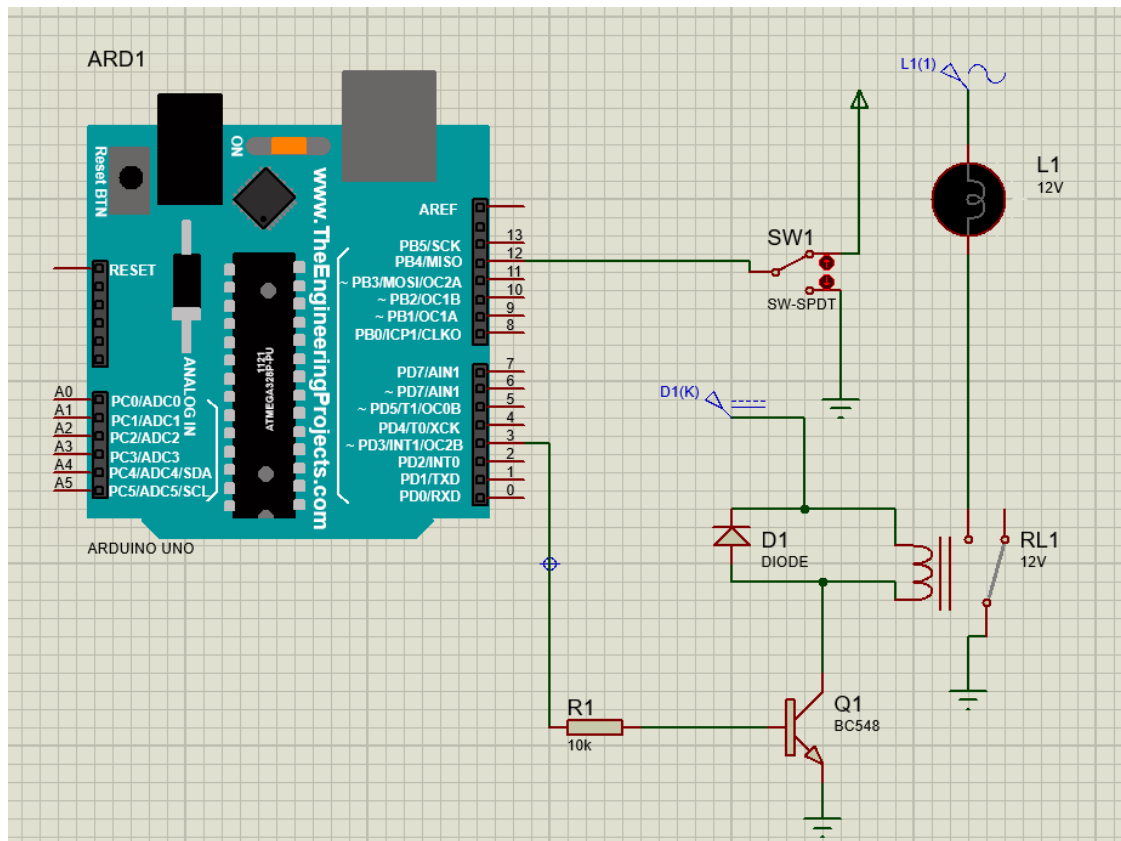 ARD1
ON
Reset BTN
www.TheEngineeringProjects.com
AREF
PB5/SCK 13
PB4/MISO 12
~ PB3/MOSI/OC2A 11
~ PB2/OC1B 10
~ PB1/OC1A 9
PB0/ICP1/CLKO 8
RESET
1121
ATMEGA328P-PU
ANALOG IN
PD7/AIN1 7
~ PD7/AIN1 6
~ PD5/T1/OC0B 5
PD4/T0/XCK 4
~ PD3/INT1/OC2B 3
PD2/INT0 2
PD1/TXD 1
PD0/RXD 0
A0 PC0/ADC0
A1 PC1/ADC1
A2 PC2/ADC2
A3 PC3/ADC3
A4 PC4/ADC4/SDA
A5 PC5/ADC5/SCL
ARDUINO UNO
SW1
SW-SPDT
L1(1)
L1
12V
D1(K)
D1
DIODE
RL1
12V
R1
10k
Q1
BC548